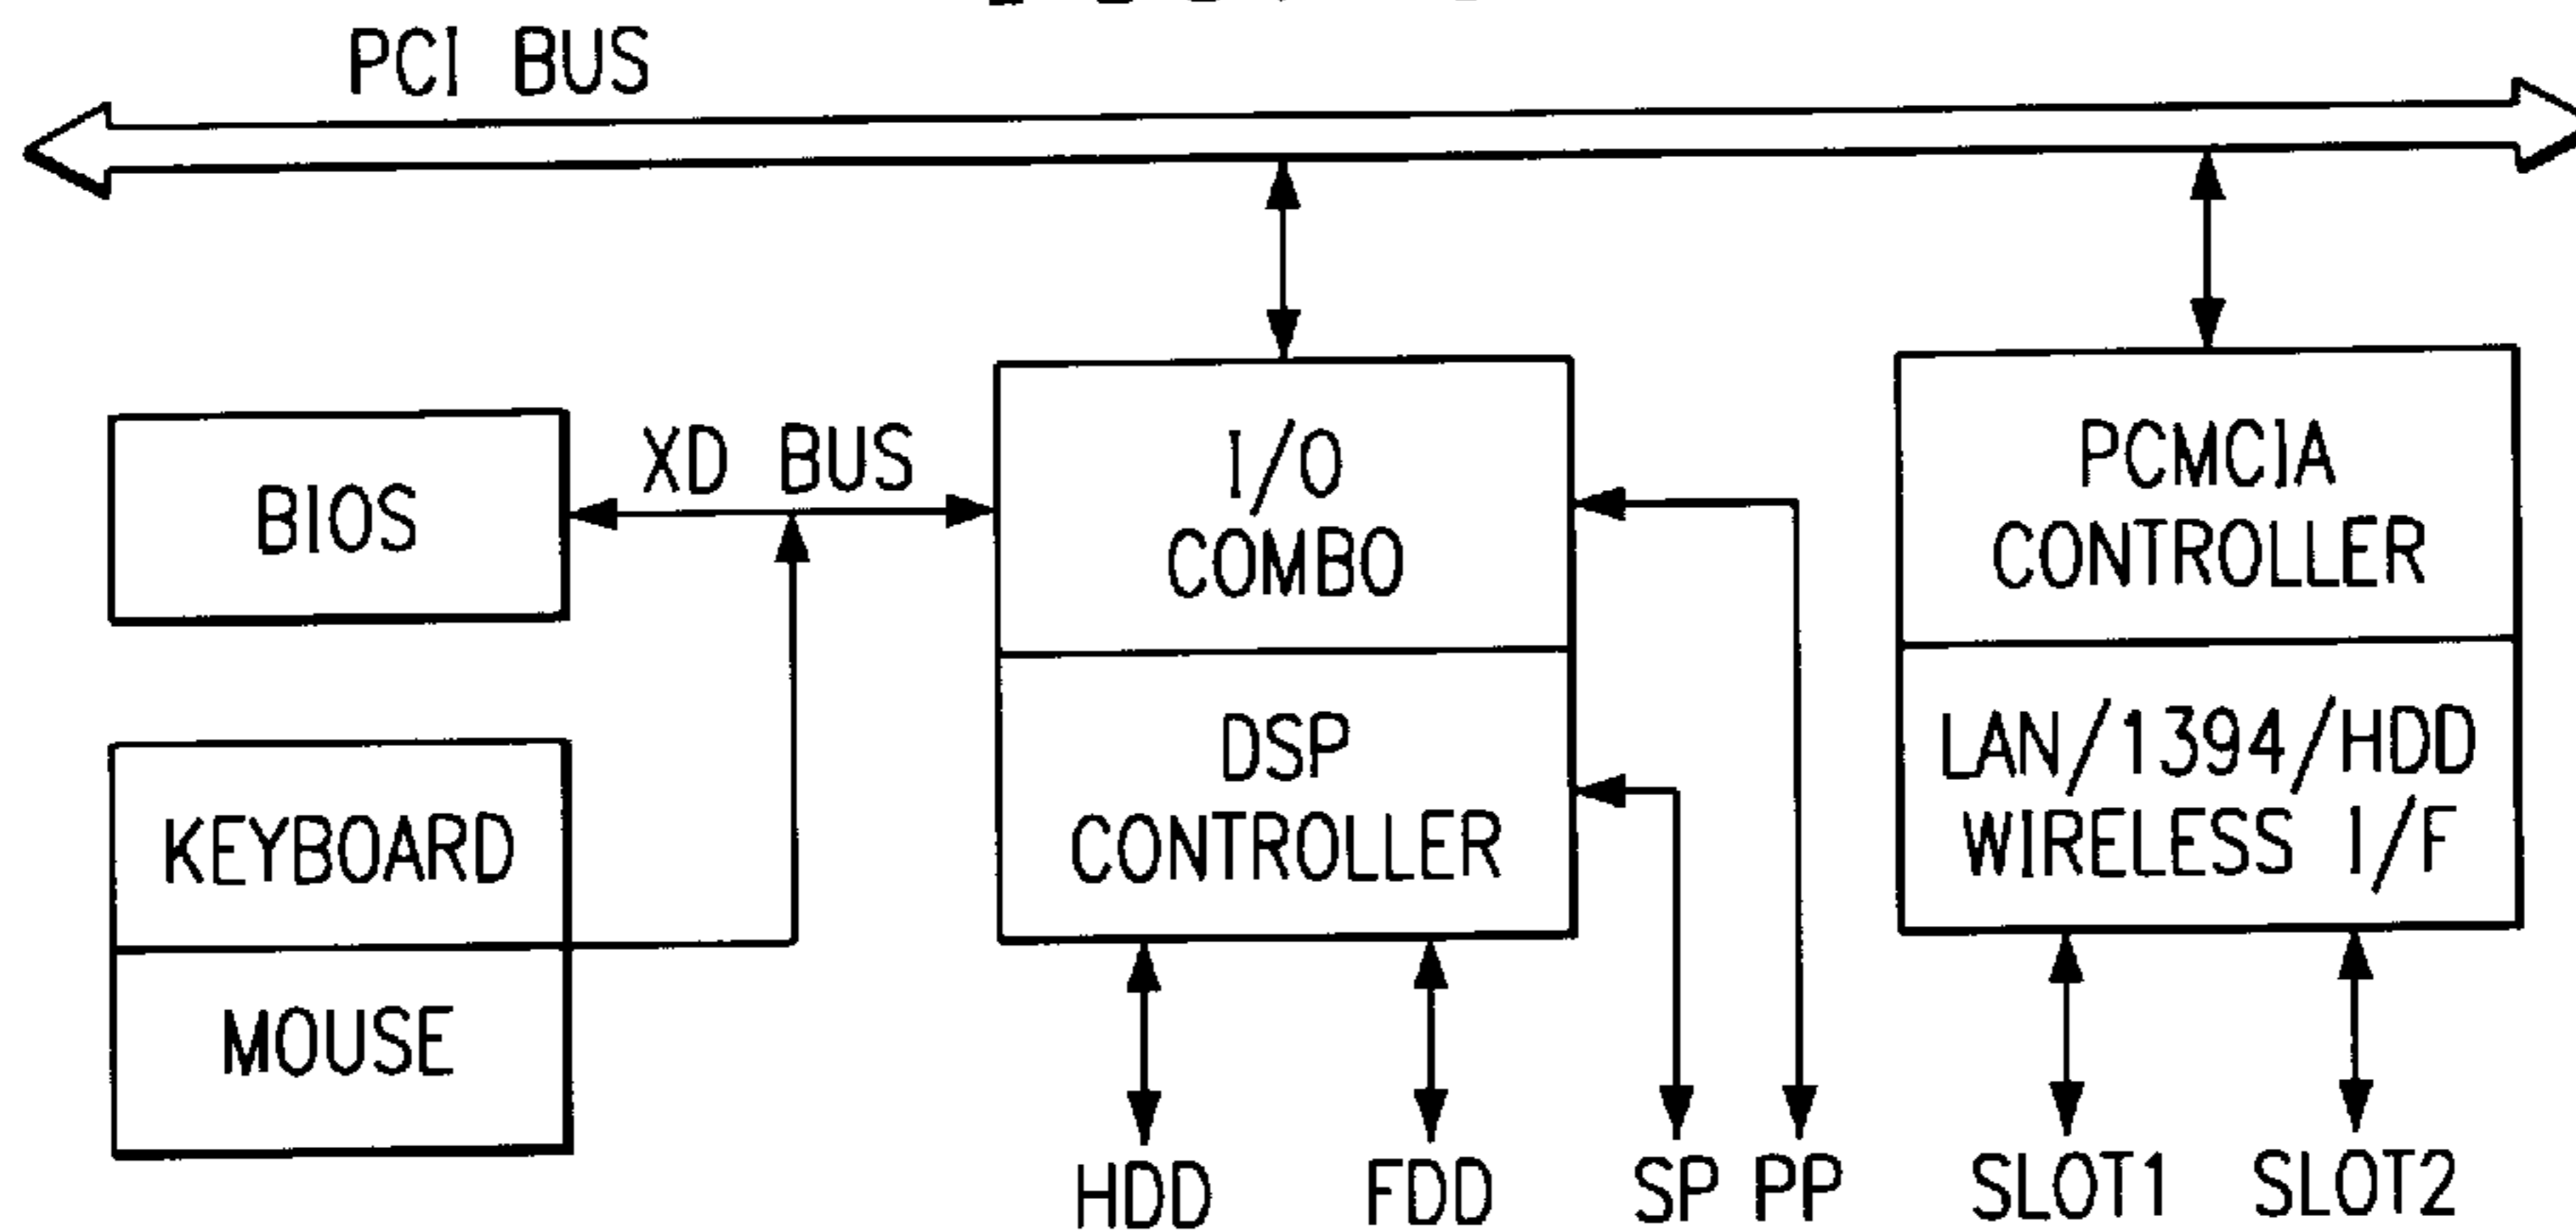 PCI BUS
BIOS
XD BUS
I/O
COMBO
PCMCIA
CONTROLLER
KEYBOARD
MOUSE
DSP
CONTROLLER
LAN/1394/HDD
WIRELESS I/F
HDD
FDD
SP
PP
SLOT1
SLOT2